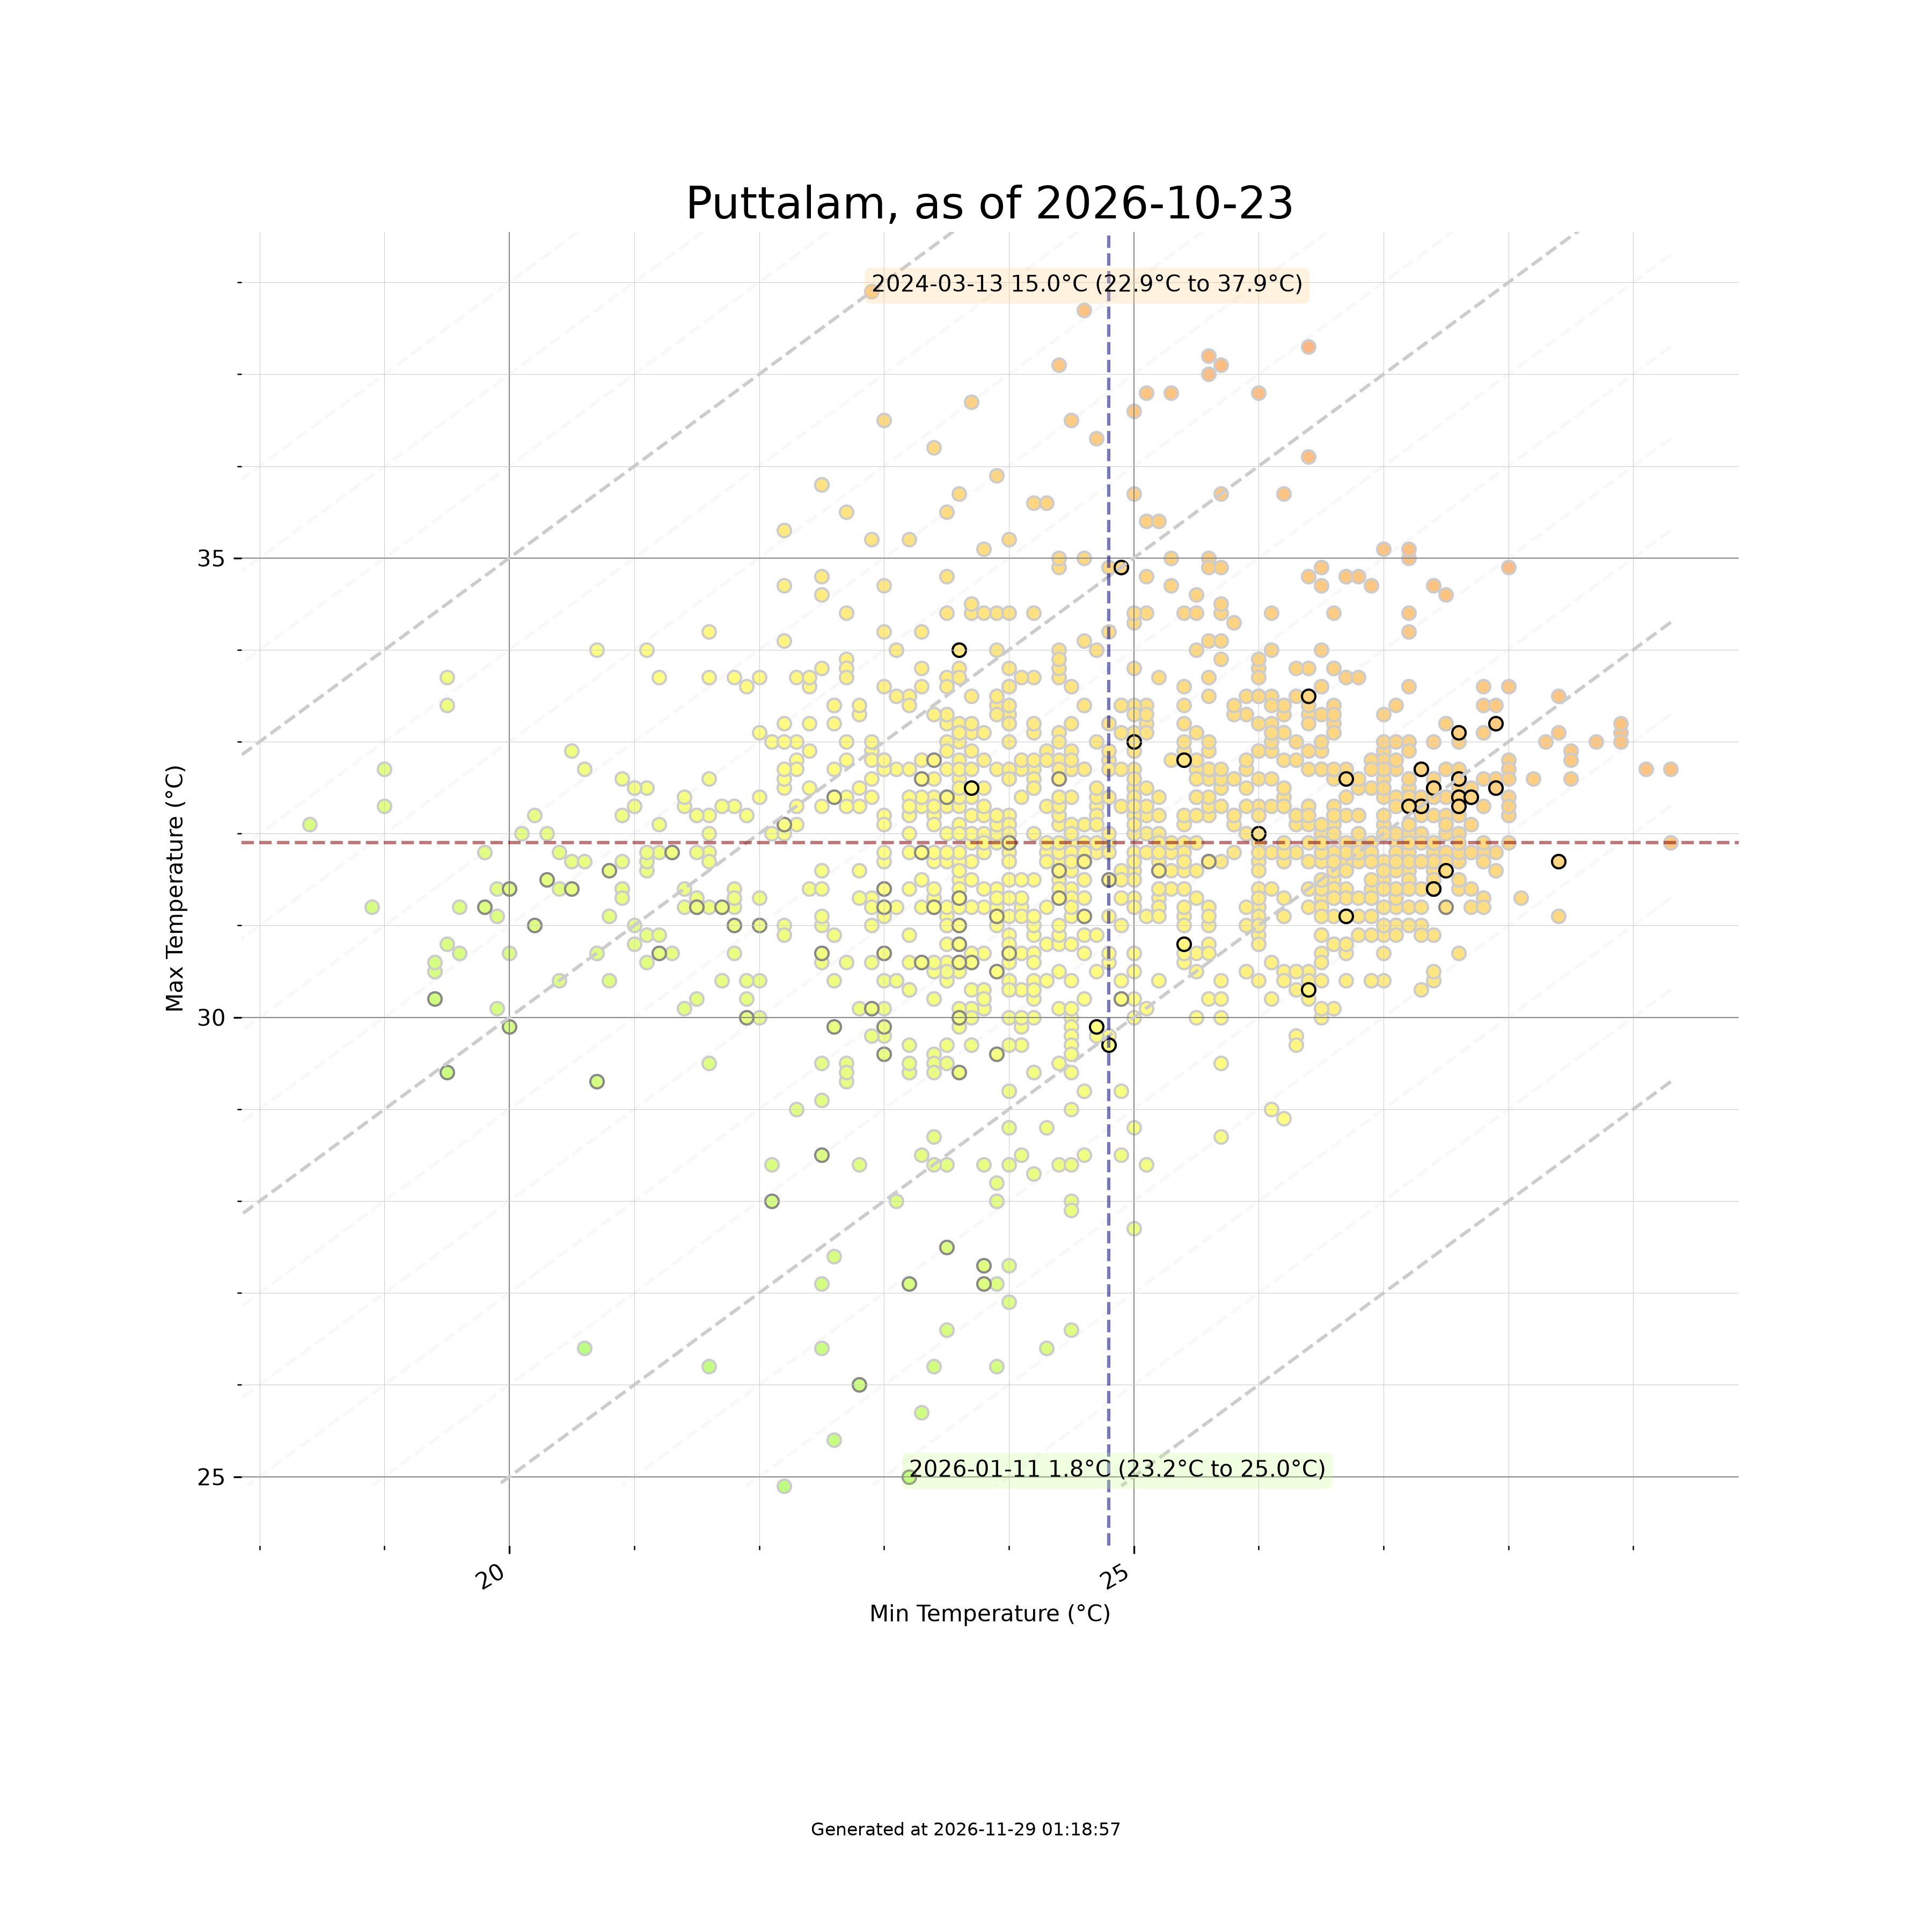 Puttalam, as of 2026-10-23
2024-03-13 15.0°C (22.9°C to 37.9°C)
35
30
25
Max Temperature (°C)
2026-01-11 1.8°C (23.2°C to 25.0°C)
20
25
Min Temperature (°C)
Generated at 2026-11-29 01:18:57